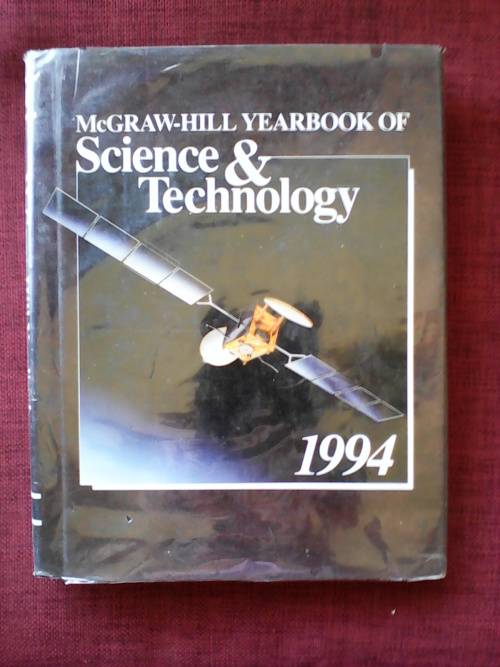 McGRAW-HILL YEARBOOK OF
Science &
Technology
1994